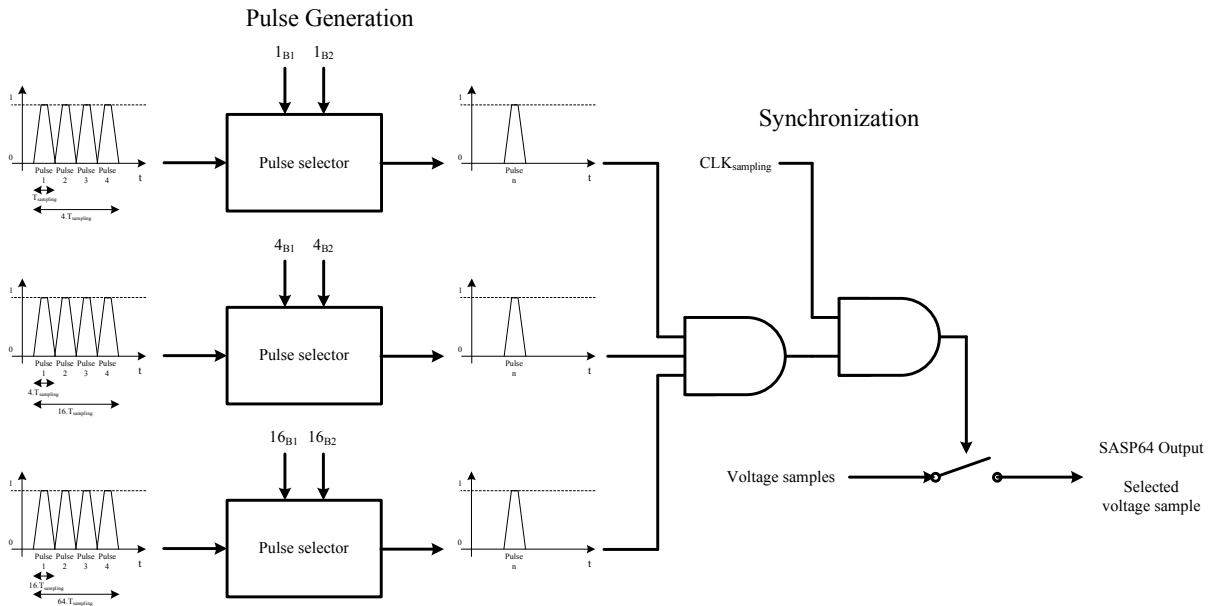 Pulse Generation
1B1 1B2
1
0
Pulse 1 Pulse 2 Pulse 3 Pulse 4
t
Tsampling
4.Tsampling
Pulse selector
1
0
Pulse n
t
Synchronization
CLKsampling
4B1 4B2
1
0
Pulse 1 Pulse 2 Pulse 3 Pulse 4
t
4.Tsampling
16.Tsampling
Pulse selector
1
0
Pulse n
t
16B1 16B2
1
0
Pulse 1 Pulse 2 Pulse 3 Pulse 4
t
16.Tsampling
64.Tsampling
Pulse selector
1
0
Pulse n
t
Voltage samples
SASP64 Output
Selected
voltage sample